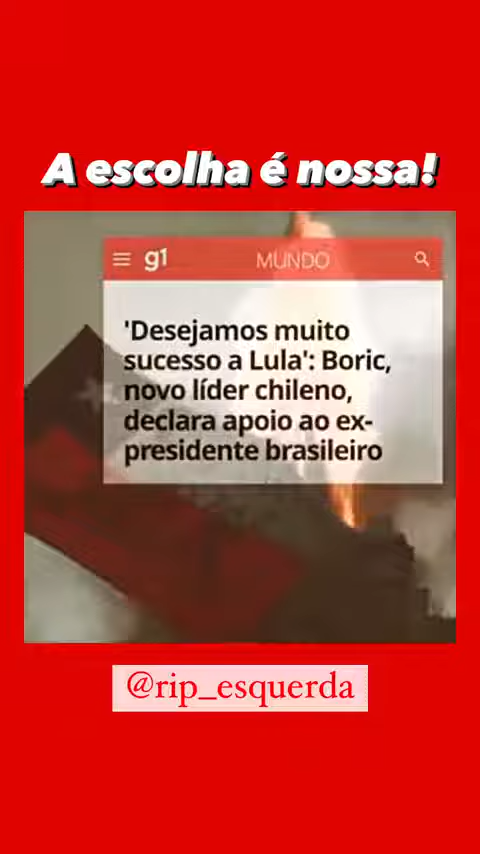 A escolha é nossa!
g1 MUNDO
'Desejamos muito
sucesso a Lula': Boric,
novo líder chileno,
declara apoio ao ex-
presidente brasileiro
@rip_esquerda